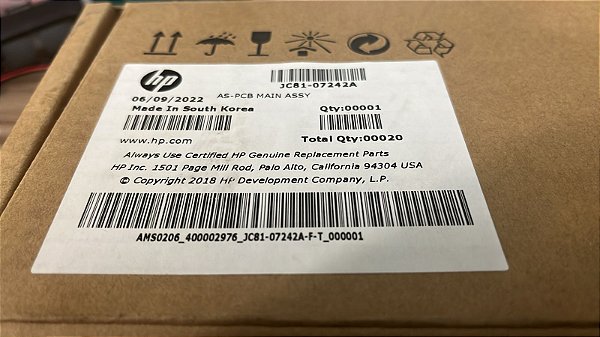 hp
JC81-07242A
AS-PCB MAIN ASSY
06/09/2022
Made In South Korea
Qty:00001
www.hp.com
Total Qty:00020
Always Use Certified HP Genuine Replacement Parts
HP Inc. 1501 Page Mill Rod, Palo Alto, California 94304 USA
© Copyright 2018 HP Development Company, L.P.
AMS0206_400002976_JC81-07242A-F-T_000001